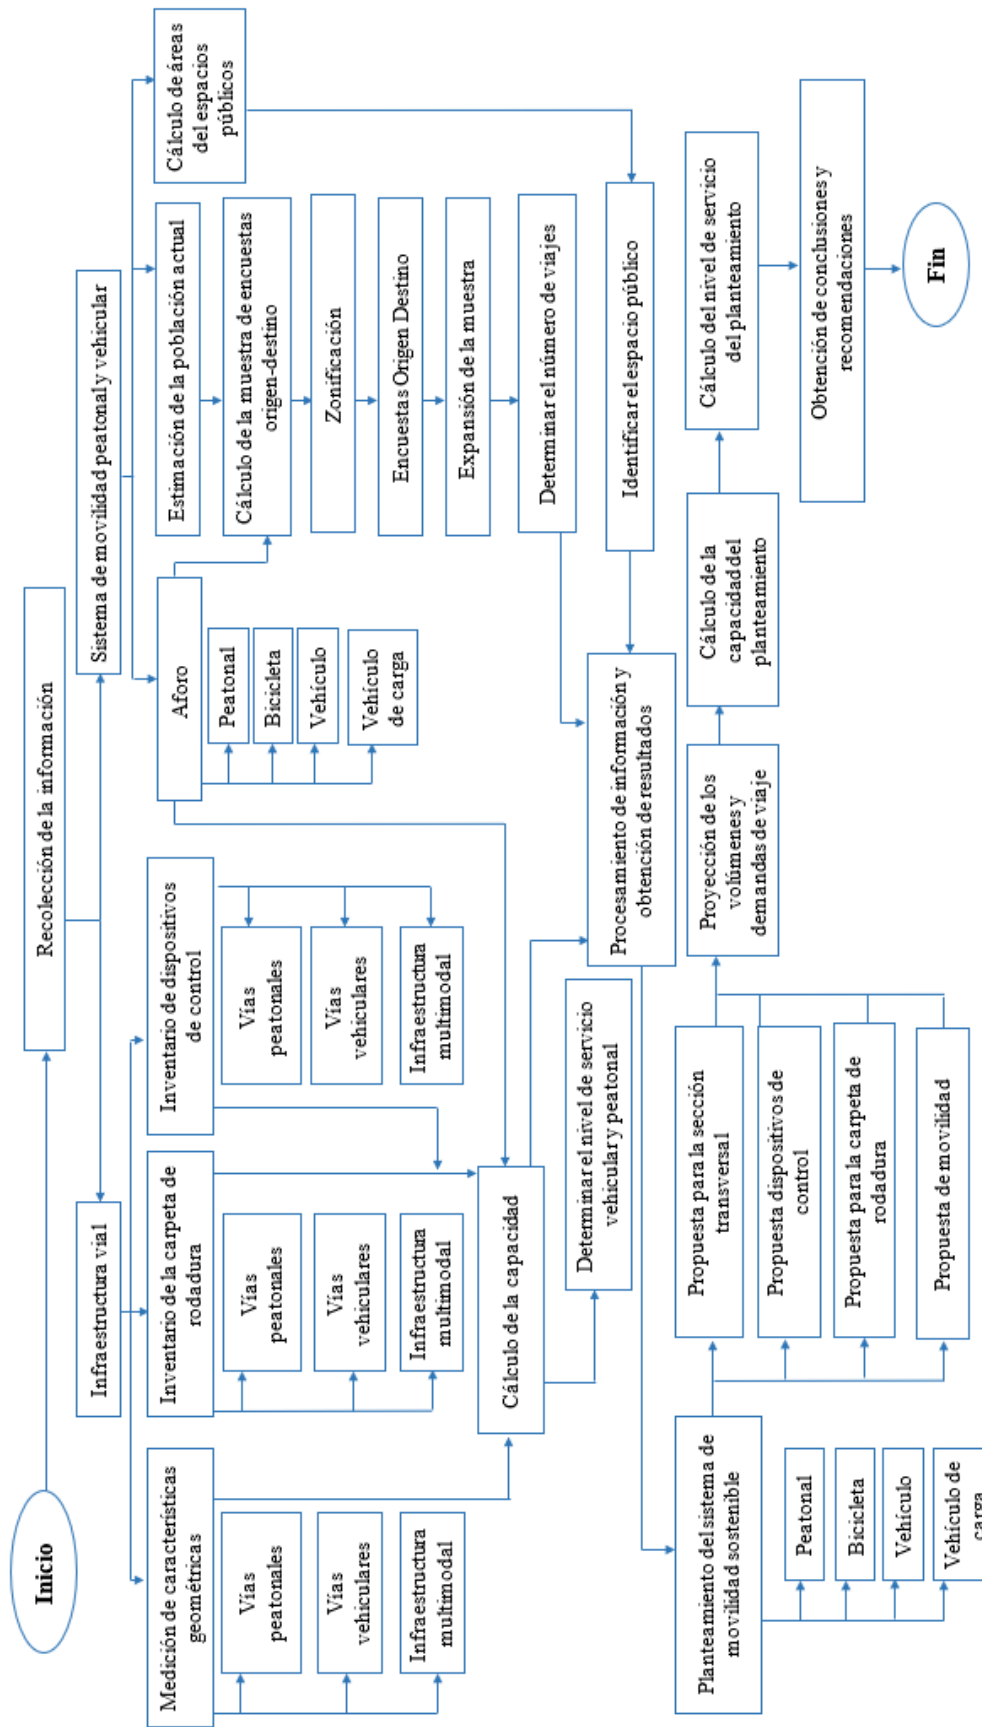 Inicio
Recolección de la información
Infraestructura vial
Sistema de movilidad peatonal y vehicular
Medición de características
geométricas
Vías
peatonales
Vías
vehiculares
Infraestructura
multimodal
Inventario de la carpeta de
rodadura
Vías
peatonales
Vías
vehiculares
Infraestructura
multimodal
Inventario de dispositivos
de control
Vías
peatonales
Vías
vehiculares
Infraestructura
multimodal
Aforo
Peatonal
Bicicleta
Vehículo
Vehículo
de carga
Estimación de la población actual
Cálculo de la muestra de encuestas
origen-destino
Zonificación
Encuestas Origen Destino
Expansión de la muestra
Determinar el número de viajes
Cálculo de áreas
del espacios
públicos
Identificar el espacio público
Cálculo de la capacidad
Determinar el nivel de servicio
vehicular y peatonal
Procesamiento de información y
obtención de resultados
Planteamiento del sistema de
movilidad sostenible
Peatonal
Bicicleta
Vehículo
Vehículo de
carga
Propuesta para la sección
transversal
Propuesta dispositivos de
control
Propuesta para la carpeta de
rodadura
Propuesta de movilidad
Proyección de los
volúmenes y
demandas de viaje
Cálculo de la
capacidad del
planteamiento
Cálculo del nivel de servicio
del planteamiento
Obtención de conclusiones y
recomendaciones
Fin